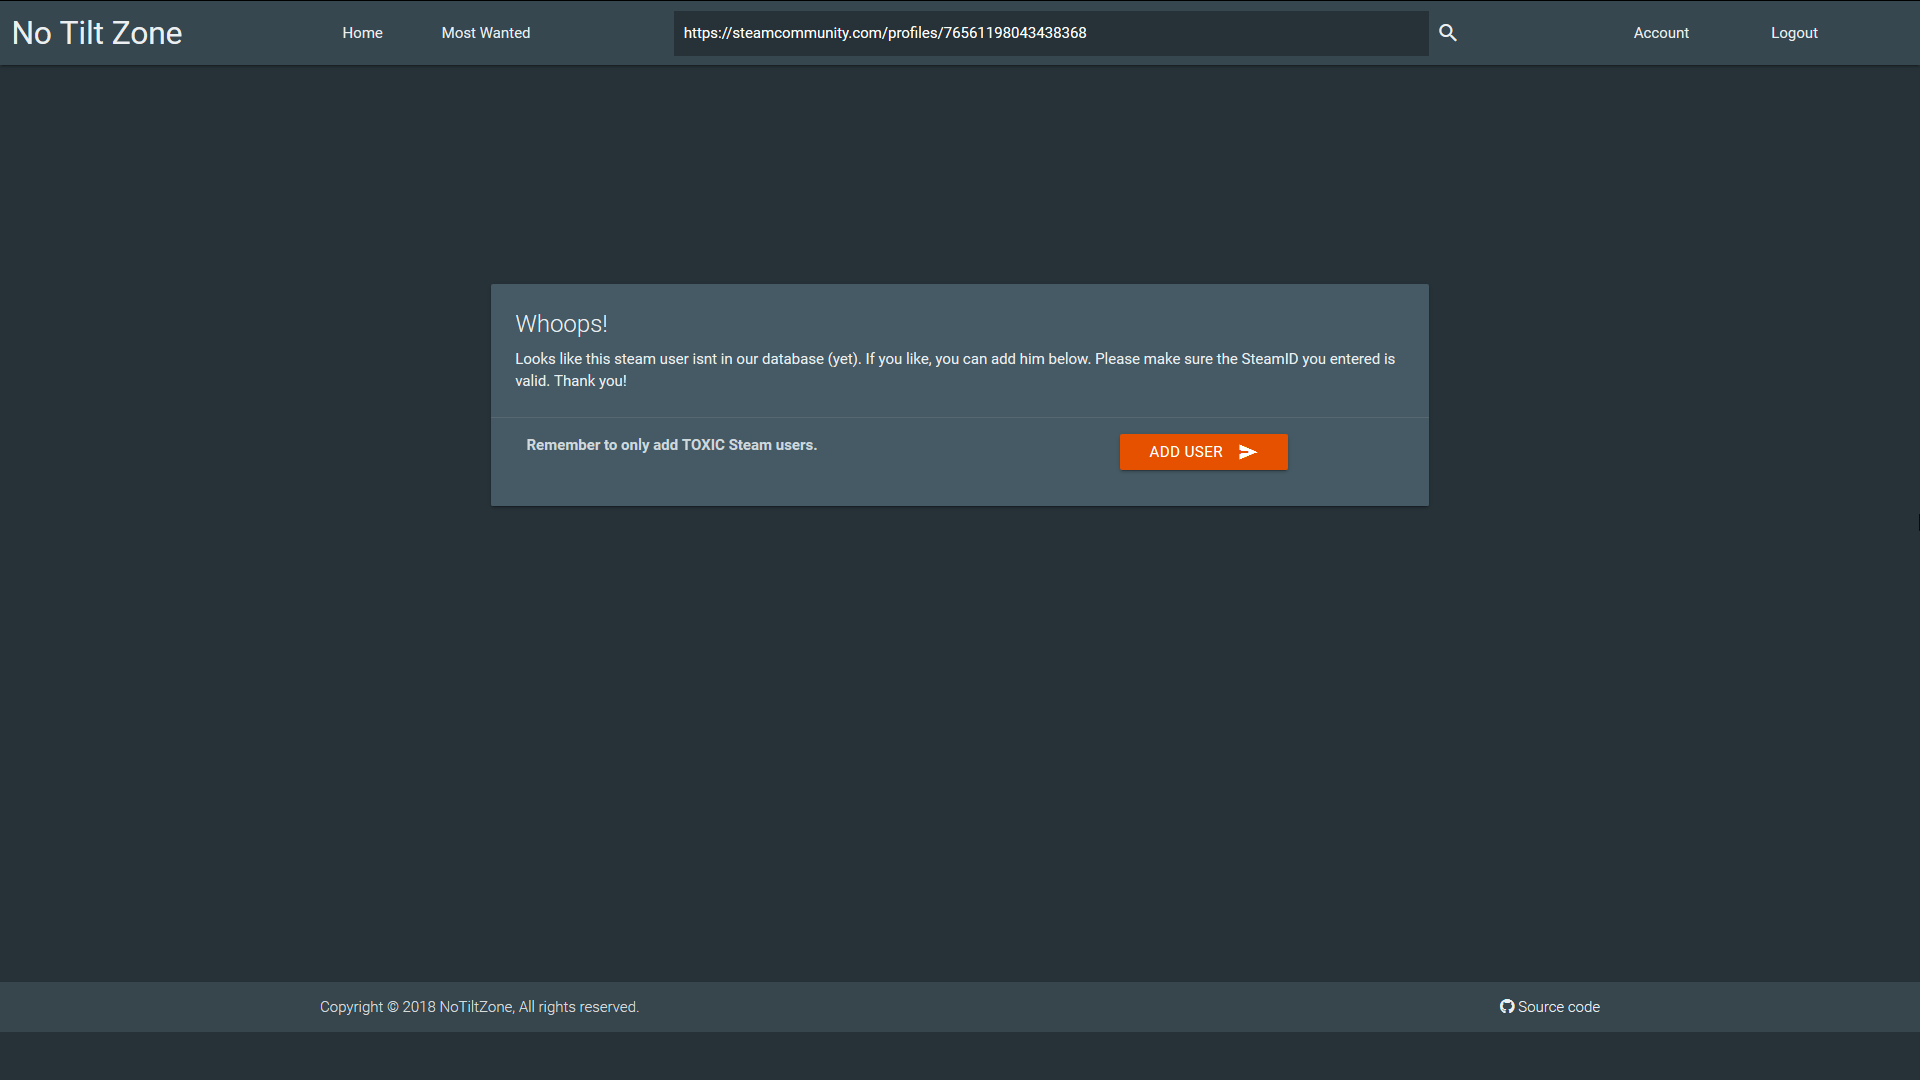 No Tilt Zone
Home
Most Wanted
https://steamcommunity.com/profiles/76561198043438368
Account
Logout
Whoops!
Looks like this steam user isnt in our database (yet). If you like, you can add him below. Please make sure the SteamID you entered is
valid. Thank you!
Remember to only add TOXIC Steam users.
ADD USER
Copyright © 2018 NoTiltZone, All rights reserved.
Source code